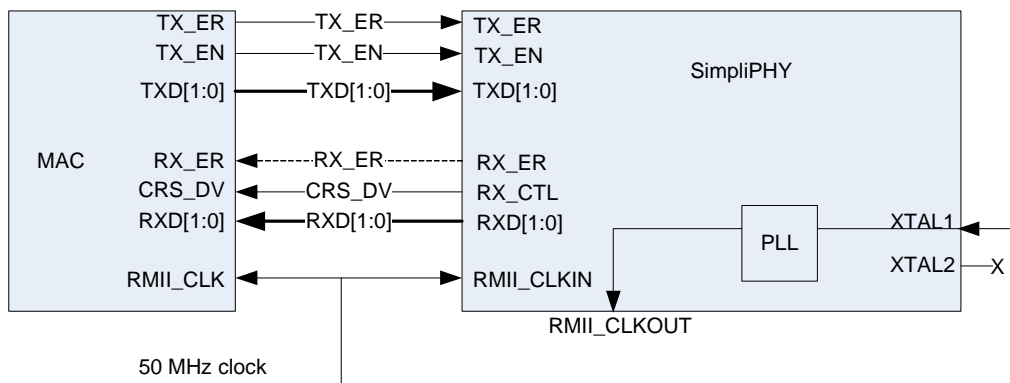 TX_ER TX_ER TX_ER
TX_EN TX_EN TX_EN
SimpliPHY
TXD[1:0] TXD[1:0] TXD[1:0]
MAC RX_ER RX_ER RX_ER
CRS_DV CRS_DV RX_CTL
RXD[1:0] RXD[1:0] RXD[1:0]
XTAL1
PLL
XTAL2 X
RMII_CLK RMII_CLKIN
RMII_CLKOUT
50 MHz clock